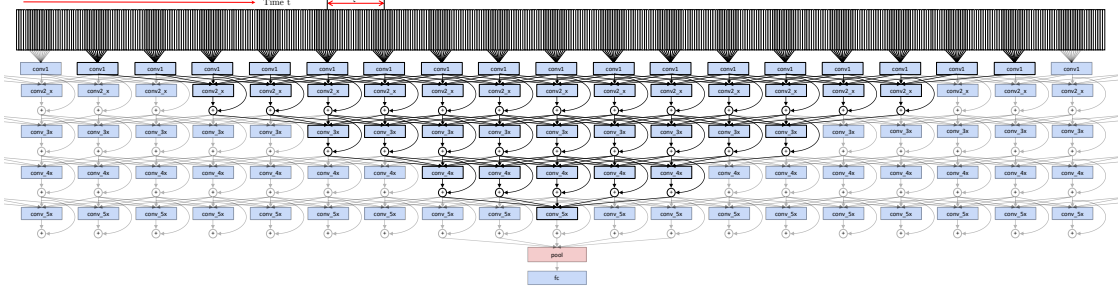 Time t
conv1 conv1 conv1 conv1 conv1 conv1 conv1 conv1 conv1 conv1 conv1 conv1 conv1 conv1 conv1 conv1 conv1 conv1 conv1
conv2_x conv2_x conv2_x conv2_x conv2_x conv2_x conv2_x conv2_x conv2_x conv2_x conv2_x conv2_x conv2_x conv2_x conv2_x conv2_x conv2_x conv2_x conv2_x
conv_3x conv_3x conv_3x conv_3x conv_3x conv_3x conv_3x conv_3x conv_3x conv_3x conv_3x conv_3x conv_3x conv_3x conv_3x conv_3x conv_3x conv_3x conv_3x
conv_4x conv_4x conv_4x conv_4x conv_4x conv_4x conv_4x conv_4x conv_4x conv_4x conv_4x conv_4x conv_4x conv_4x conv_4x conv_4x conv_4x conv_4x conv_4x
conv_5x conv_5x conv_5x conv_5x conv_5x conv_5x conv_5x conv_5x conv_5x conv_5x conv_5x conv_5x conv_5x conv_5x conv_5x conv_5x conv_5x conv_5x conv_5x
pool
fc